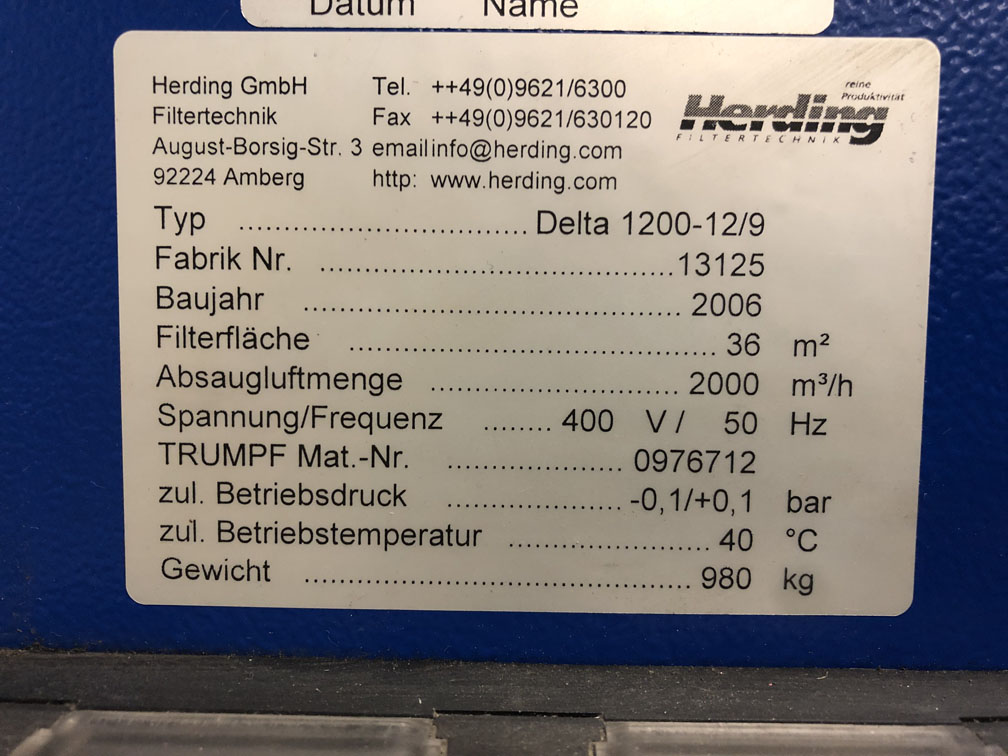 Datum Name
Herding GmbH Tel. ++49(0)9621/6300
Filtertechnik Fax ++49(0)9621/630120
August-Borsig-Str. 3 email info@herding.com
92224 Amberg http: www.herding.com
reine
Produktivität
Herding
FILTERTECHNIK
Typ ................................ Delta 1200-12/9
Fabrik Nr. ....................................13125
Baujahr ...................................... 2006
Filterfläche ..................................... 36 m²
Absaugluftmenge ......................... 2000 m³/h
Spannung/Frequenz ........ 400 V / 50 Hz
TRUMPF Mat.-Nr. .................. 0976712
zul. Betriebsdruck .................. -0,1/+0,1 bar
zul. Betriebstemperatur ..................... 40 °C
Gewicht ....................................... 980 kg